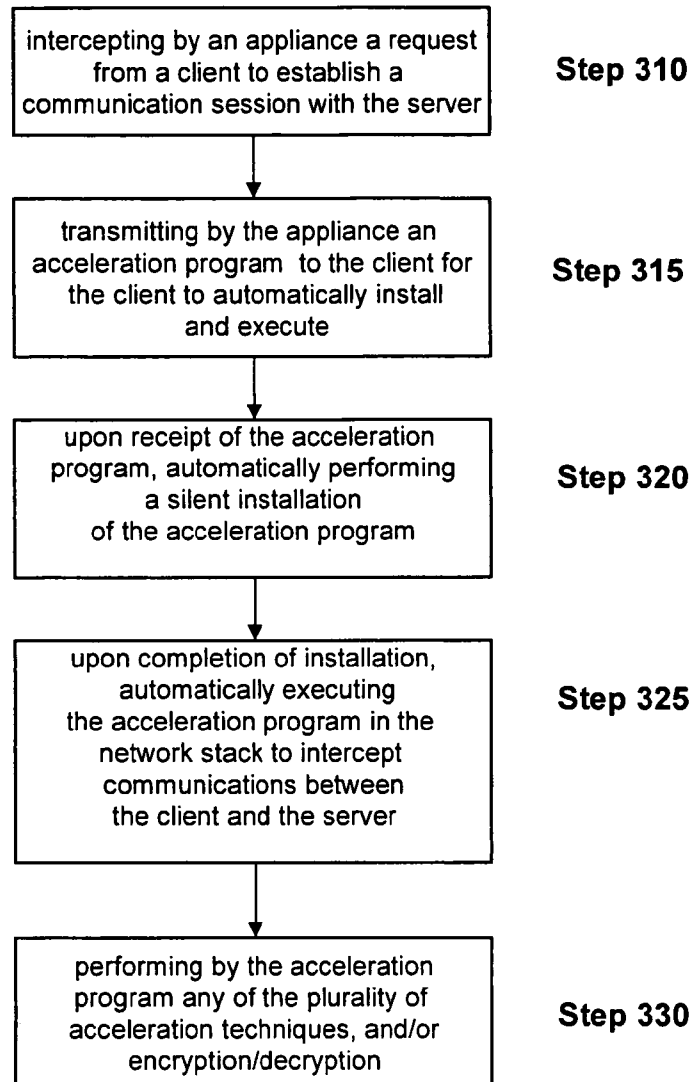 intercepting by an appliance a request
from a client to establish a
communication session with the server
Step 310
transmitting by the appliance an
acceleration program to the client for
the client to automatically install
and execute
Step 315
upon receipt of the acceleration
program, automatically performing
a silent installation
of the acceleration program
Step 320
upon completion of installation,
automatically executing
the acceleration program in the
network stack to intercept
communications between
the client and the server
Step 325
performing by the acceleration
program any of the plurality of
acceleration techniques, and/or
encryption/decryption
Step 330